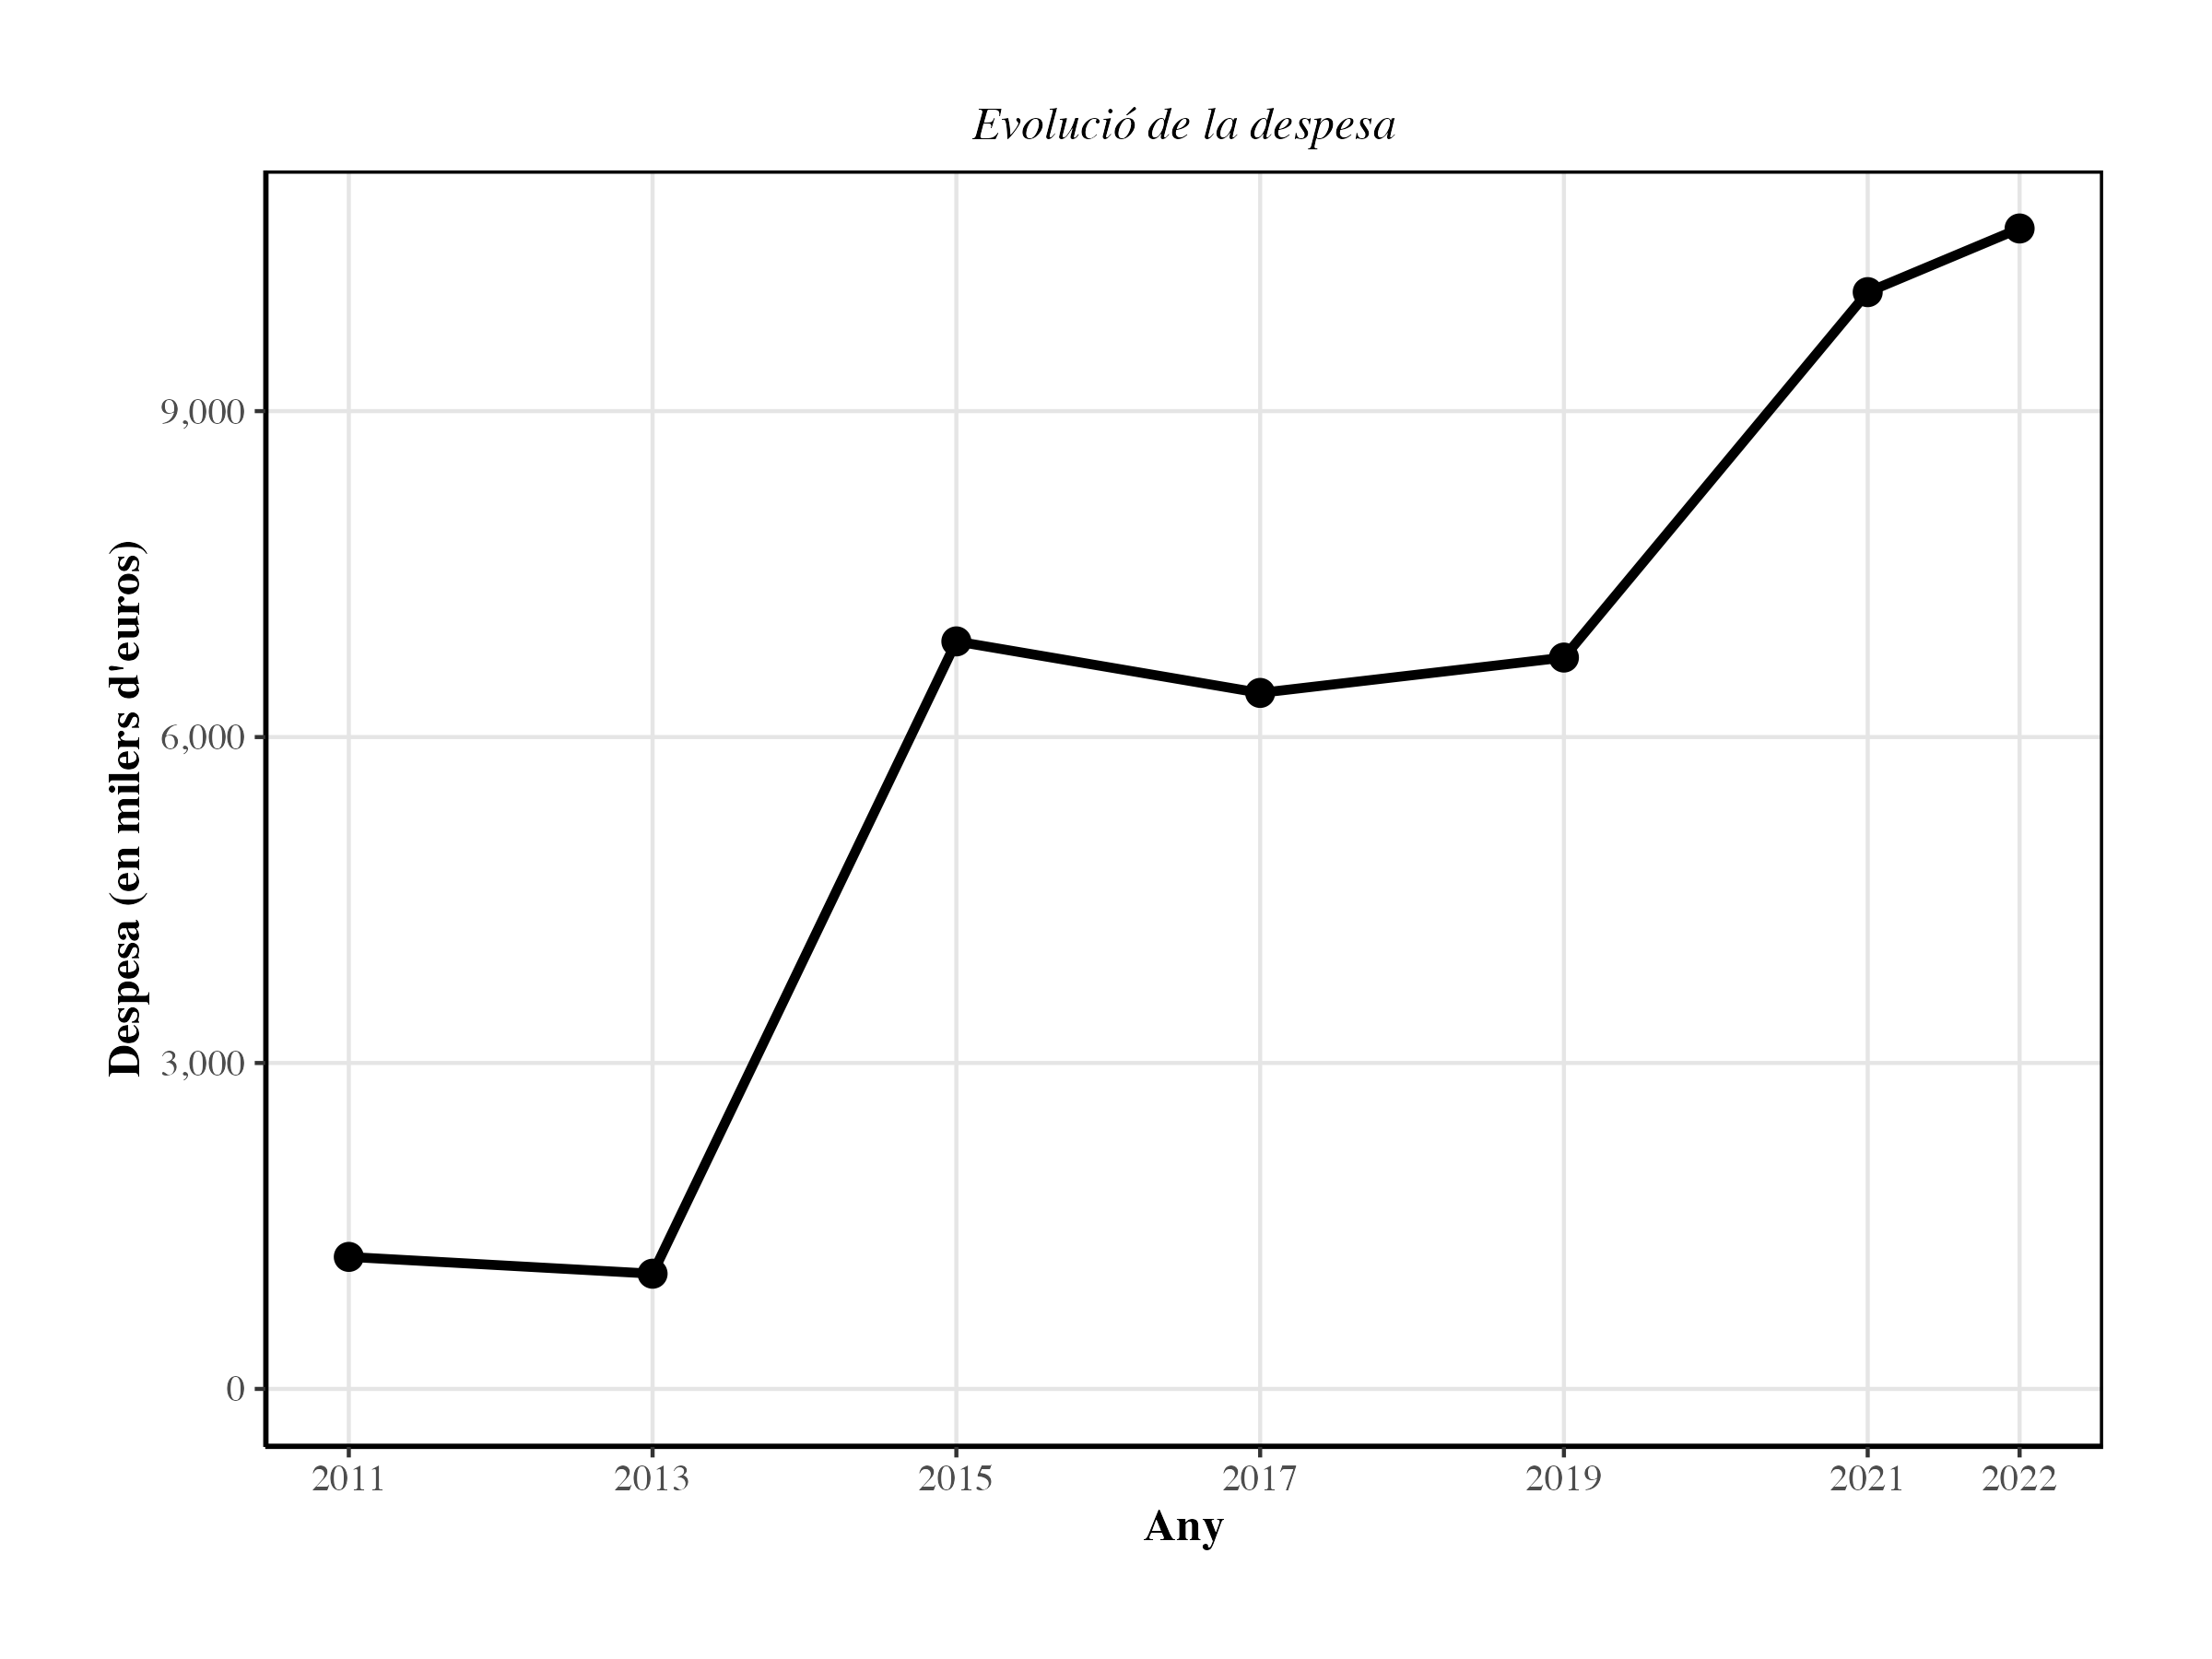 Evolució de la despesa
Despesa (en milers d'euros)
9,000
6,000
3,000
0
2011 2013 2015 2017 2019 2021 2022
Any